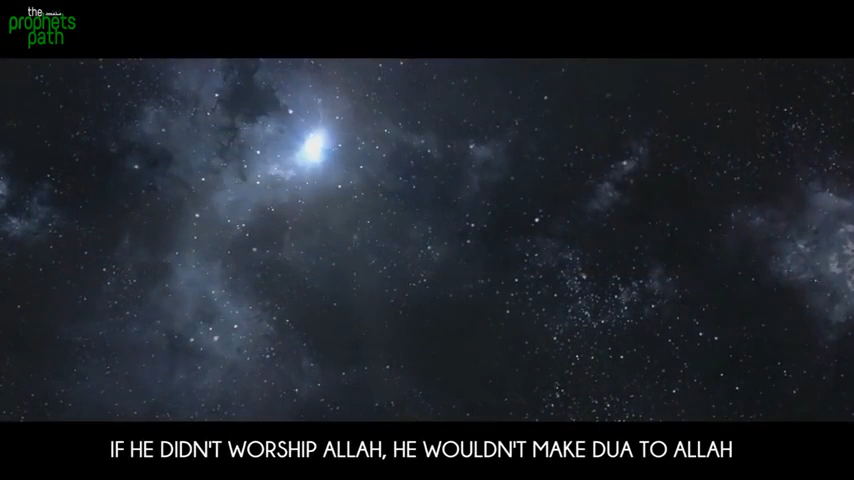 the
prophets
path
IF HE DIDN'T WORSHIP ALLAH, HE WOULDN'T MAKE DUA TO ALLAH